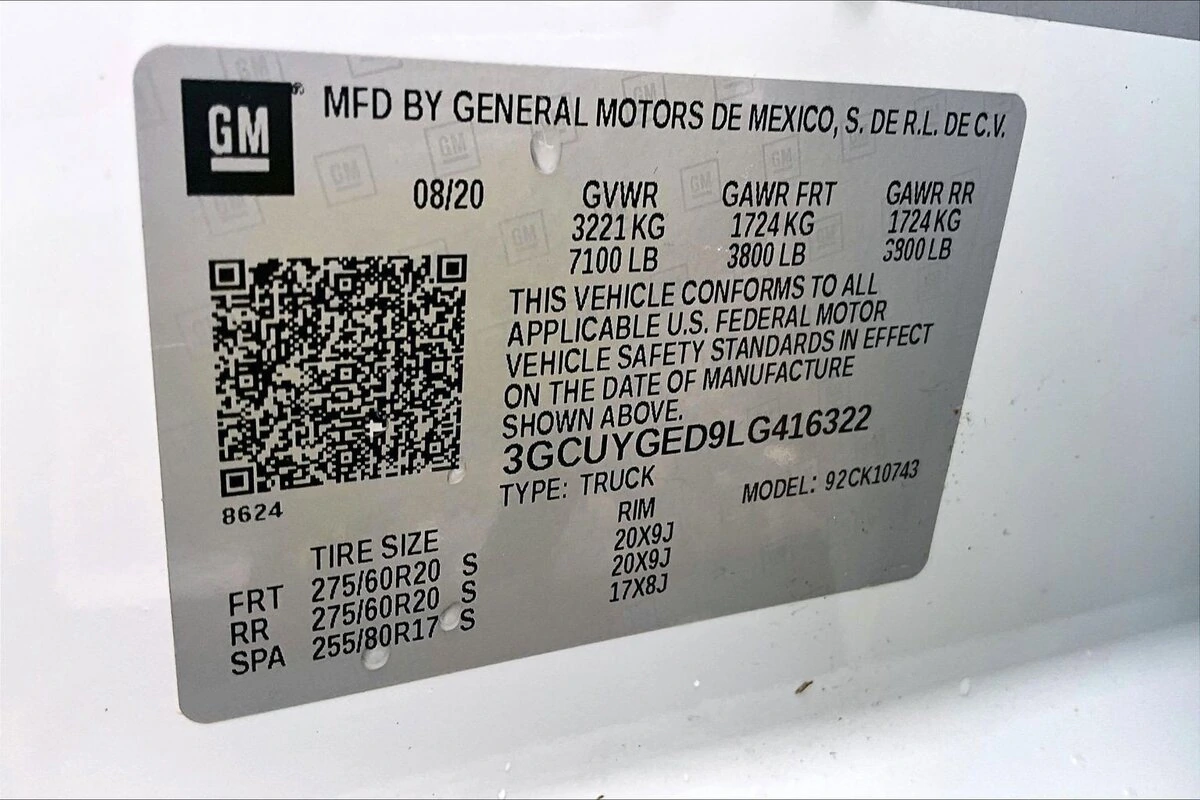 GM
MFD BY GENERAL MOTORS DE MEXICO, S. DE R.L. DE C.V.
08/20 GVWR GAWR FRT GAWR RR
3221 KG 1724 KG 1724 KG
7100 LB 3800 LB 3800 LB
THIS VEHICLE CONFORMS TO ALL
APPLICABLE U.S. FEDERAL MOTOR
VEHICLE SAFETY STANDARDS IN EFFECT
ON THE DATE OF MANUFACTURE
SHOWN ABOVE.
3GCUYGED9LG416322
TYPE: TRUCK MODEL: 92CK10743
8624
TIRE SIZE RIM
FRT 275/60R20 S 20X9J
RR 275/60R20 S 20X9J
SPA 255/80R17 S 17X8J